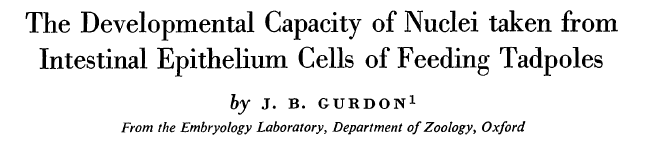 The Developmental Capacity of Nuclei taken from
Intestinal Epithelium Cells of Feeding Tadpoles
by J. B. GURDON¹
From the Embryology Laboratory, Department of Zoology, Oxford